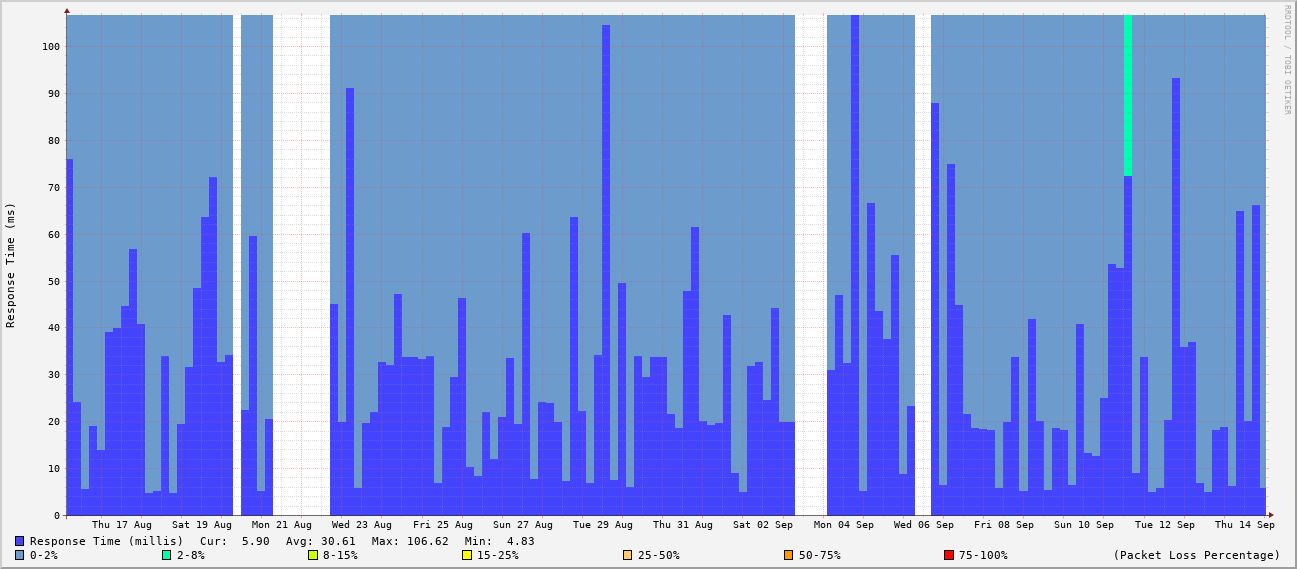 RRDTOOL / TOBI OETIKER
Response Time (ms)
100
90
80
70
60
50
40
30
20
10
0
Thu 17 Aug Sat 19 Aug Mon 21 Aug Wed 23 Aug Fri 25 Aug Sun 27 Aug Tue 29 Aug Thu 31 Aug Sat 02 Sep Mon 04 Sep Wed 06 Sep Fri 08 Sep Sun 10 Sep Tue 12 Sep Thu 14 Sep
Response Time (millis) Cur: 5.90 Avg: 30.61 Max: 106.62 Min: 4.83
0-2% 2-8% 8-15% 15-25% 25-50% 50-75% 75-100% (Packet Loss Percentage)